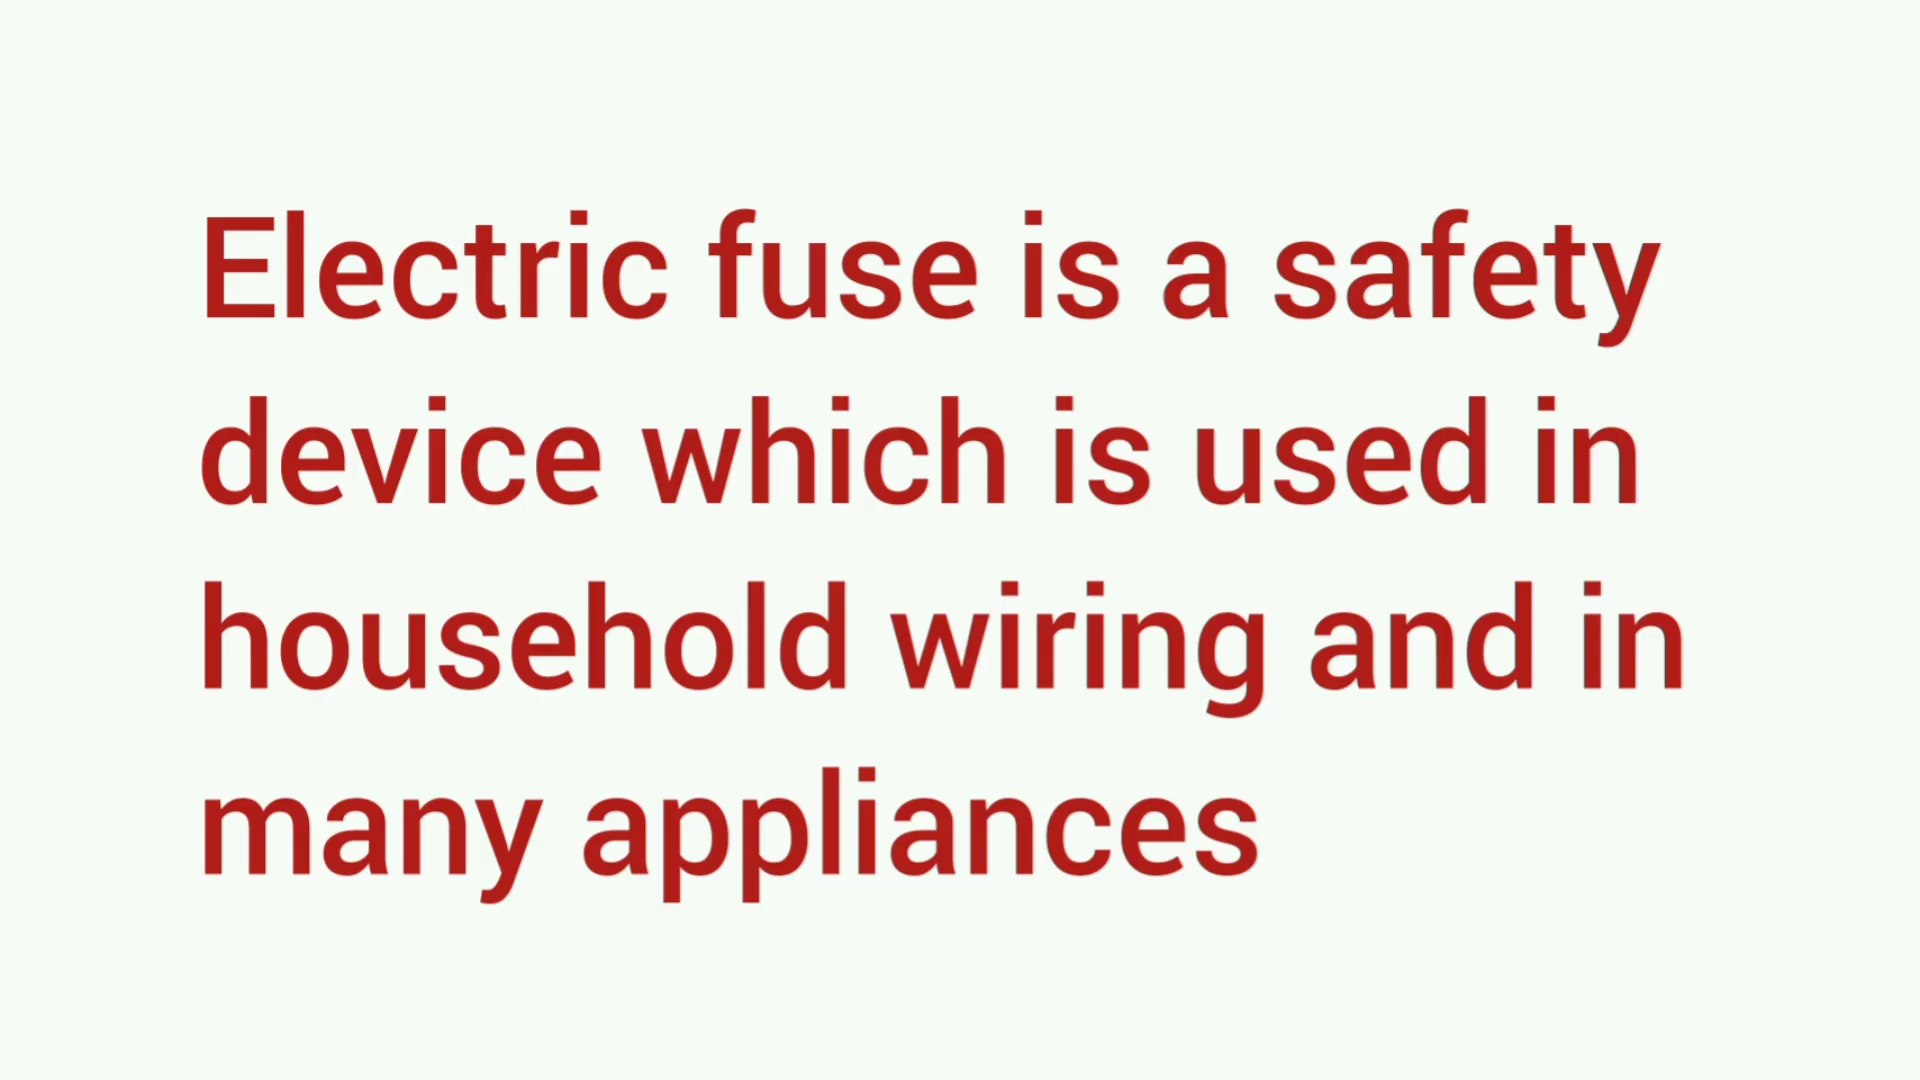 Electric fuse is a safety
device which is used in
household wiring and in
many appliances